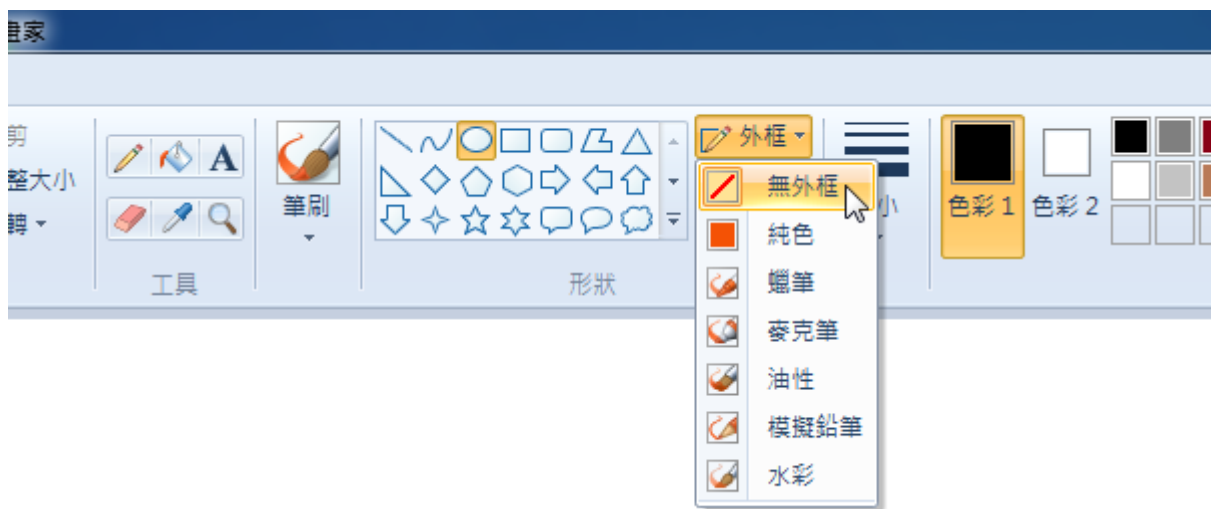 畫家
剪
整大小
轉
A
工具
筆刷
形狀
外框
無外框
純色
蠟筆
麥克筆
油性
模擬鉛筆
水彩
小
色彩 1
色彩 2